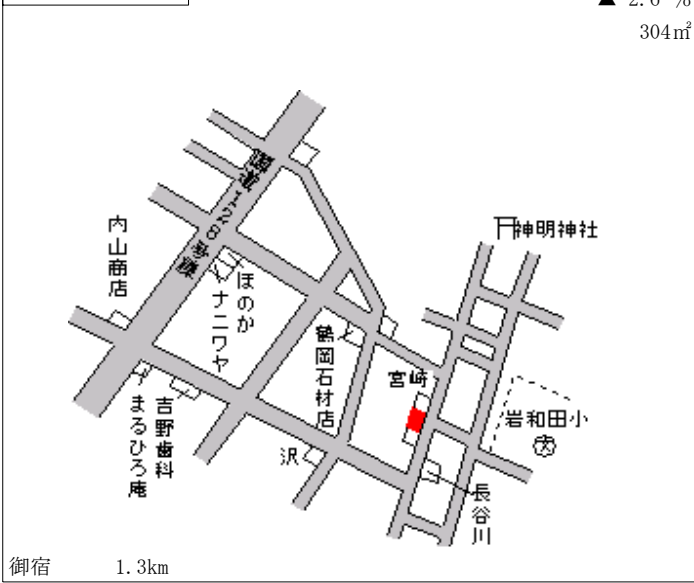 ▲ 2.6 %
304㎡
国道128号線
神明神社
内山商店
ほのか
ナニワヤ
鶴岡石材店
宮崎
岩和田小
文
まるひろ庵
吉野歯科
沢
長谷川
御宿 1.3km